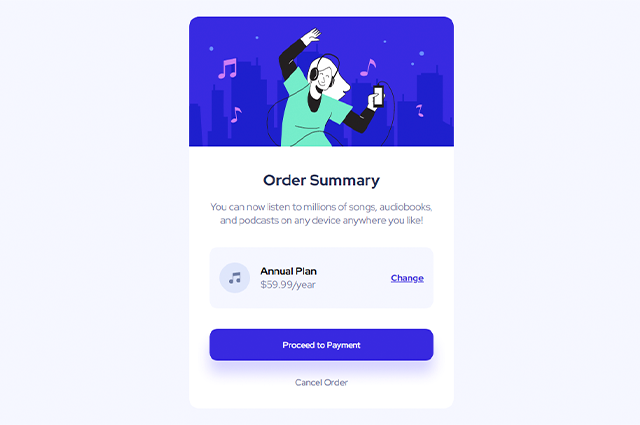 Order Summary
You can now listen to millions of songs, audiobooks,
and podcasts on any device anywhere you like!
Annual Plan
$59.99/year
Change
Proceed to Payment
Cancel Order